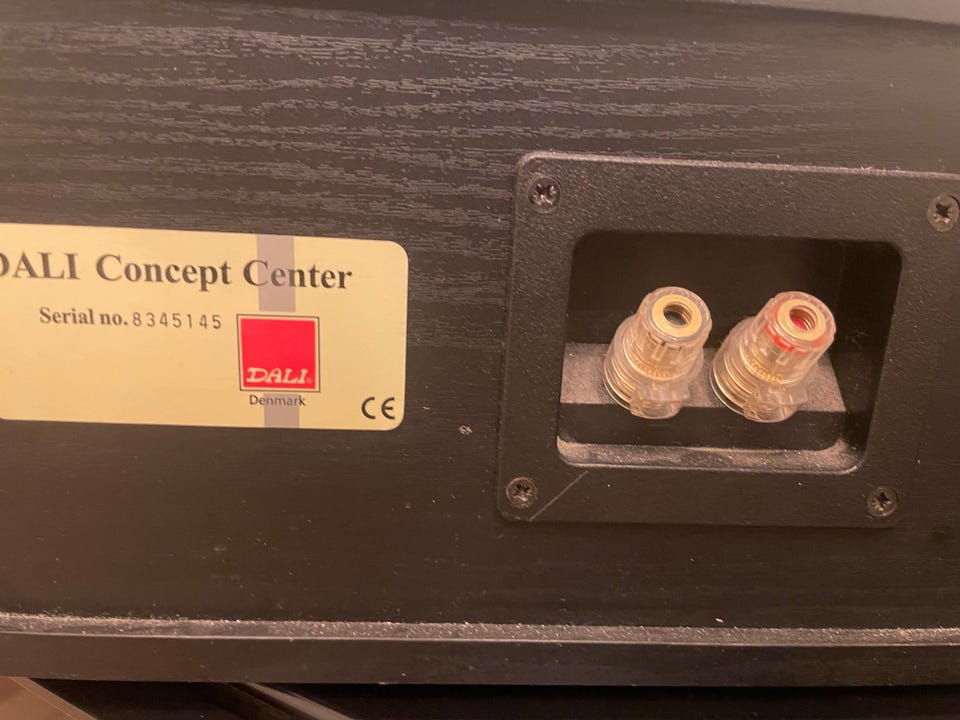 DALI Concept Center
Serial no. 8345145
DALI®
Denmark
CE